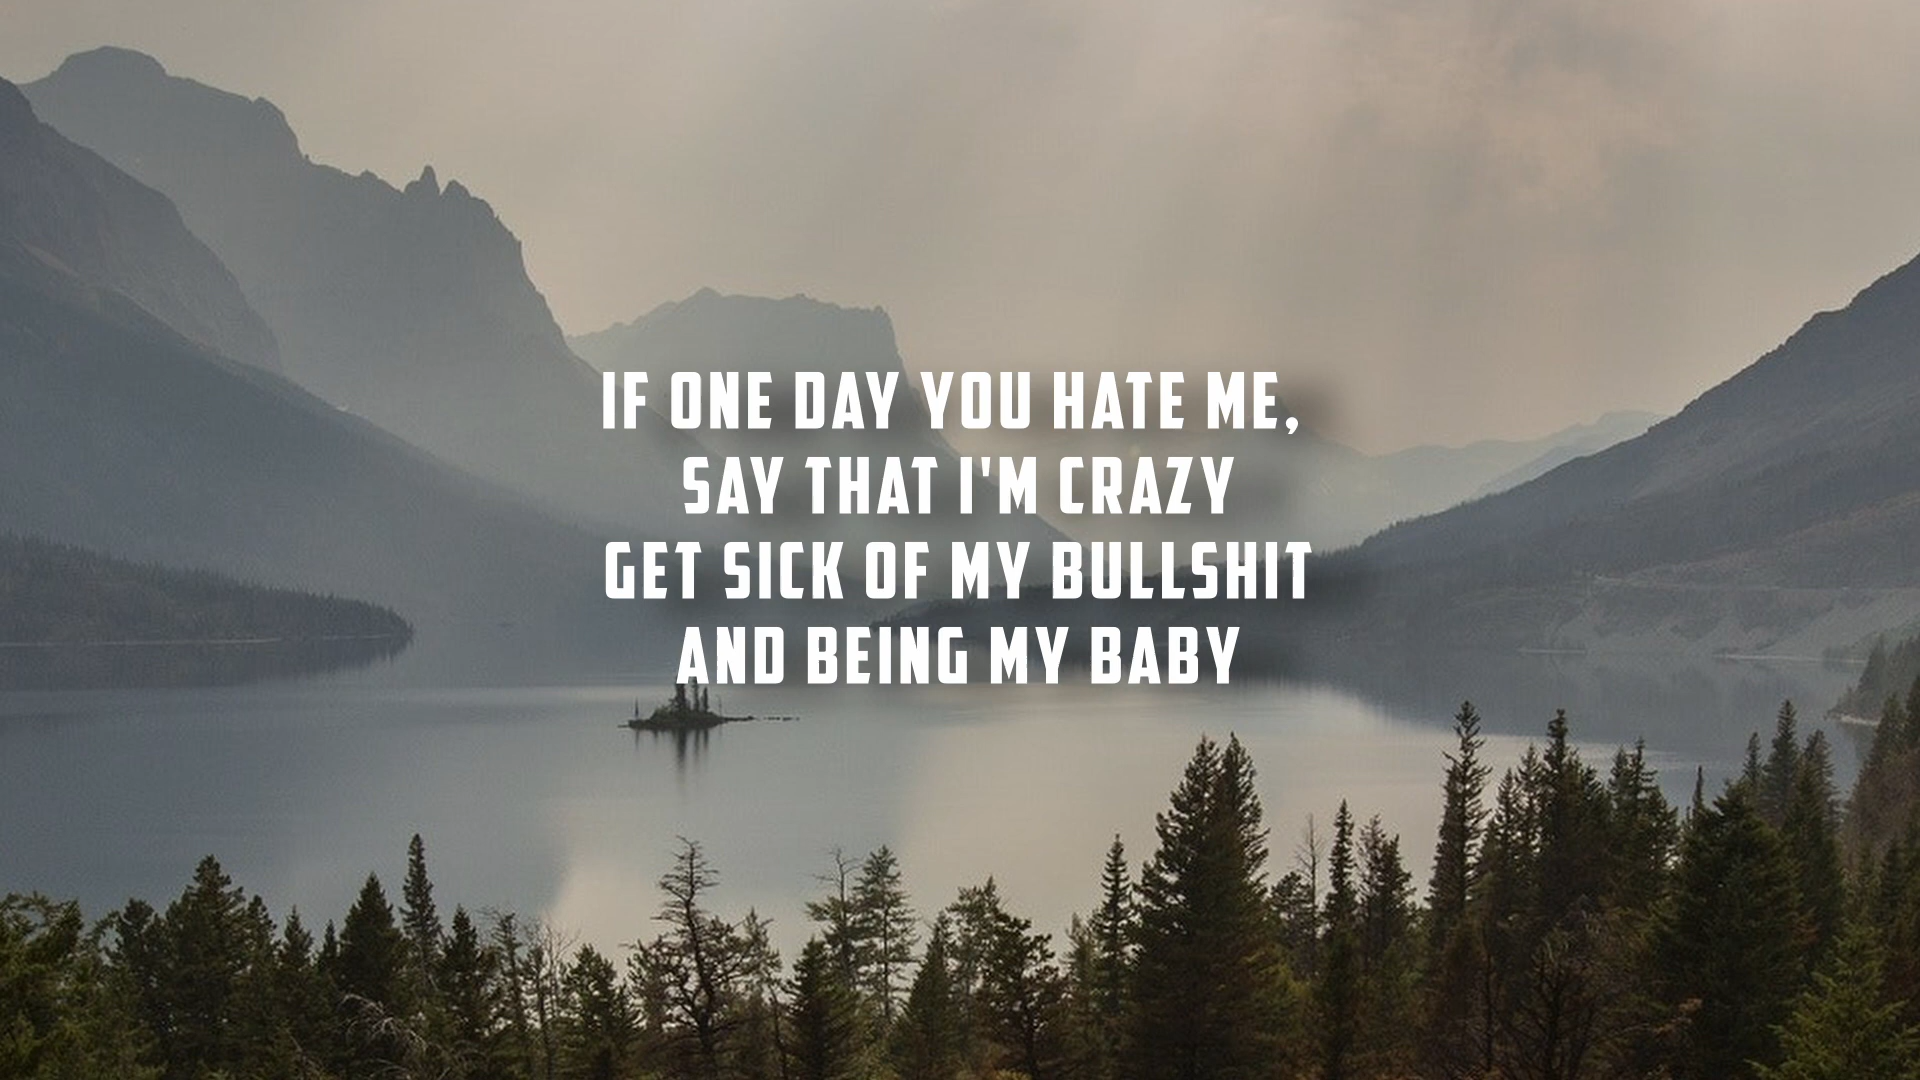 IF ONE DAY YOU HATE ME,
SAY THAT I'M CRAZY
GET SICK OF MY BULLSHIT
AND BEING MY BABY